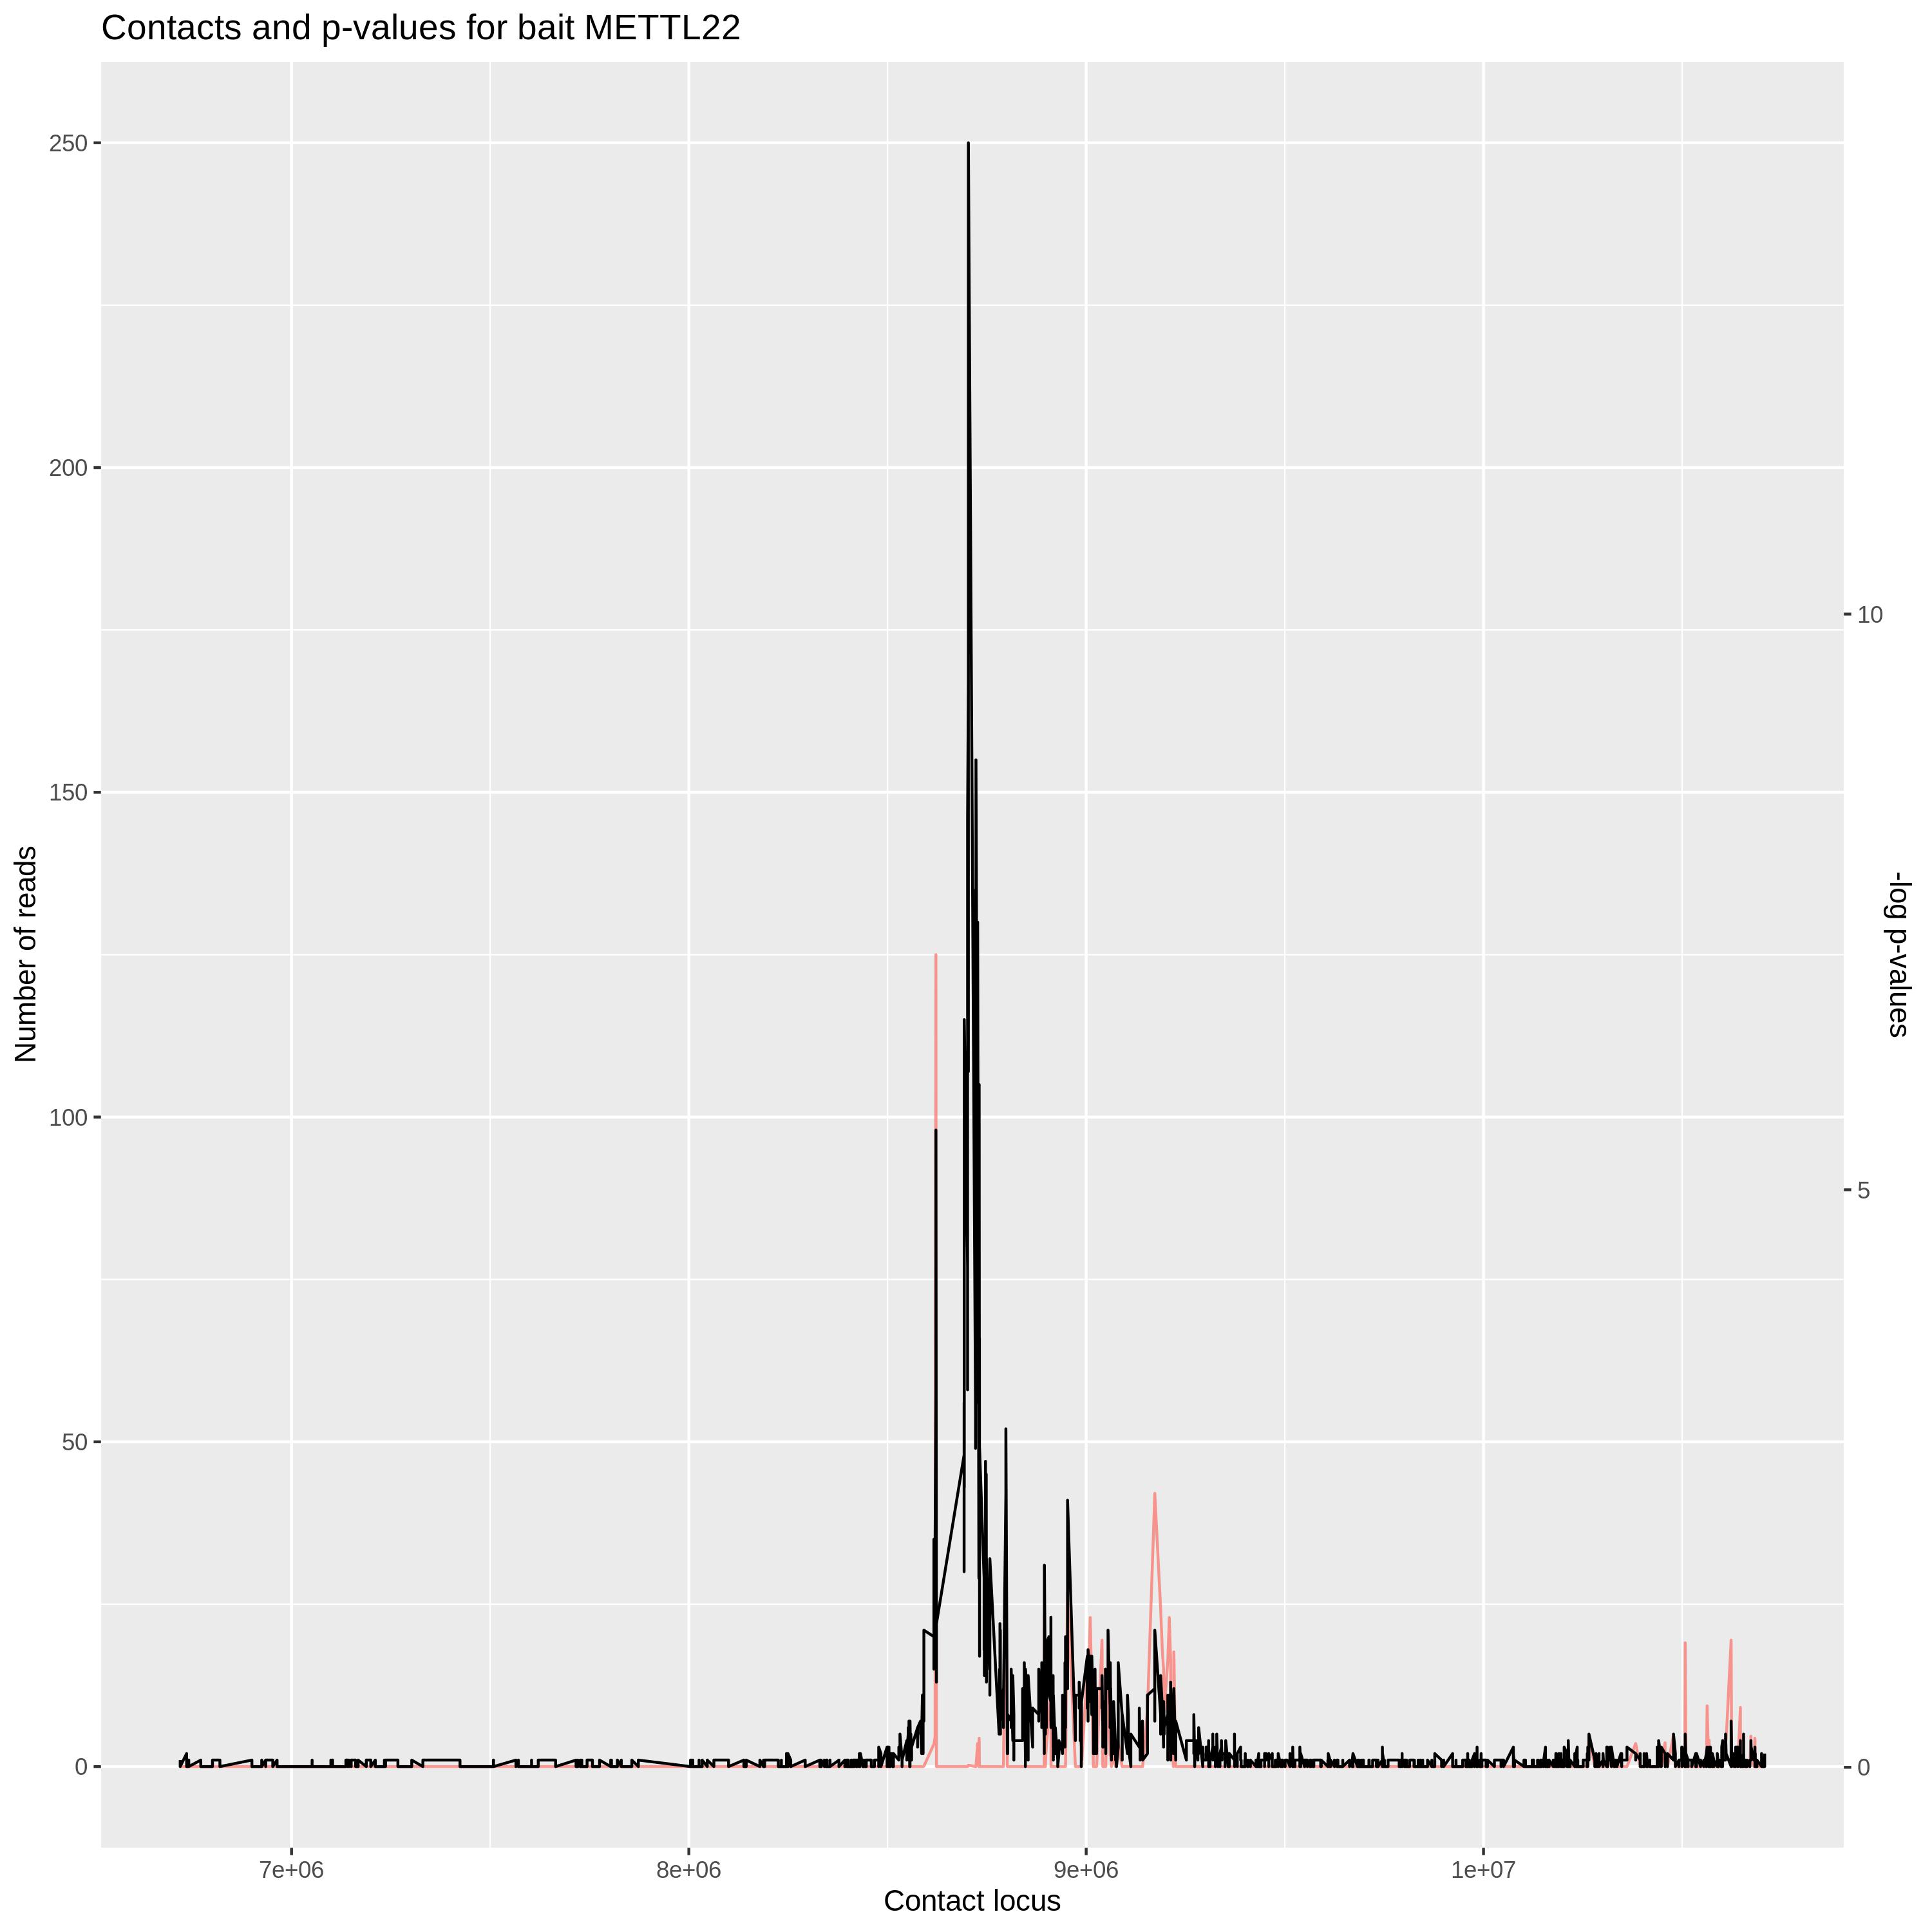 Contacts and p-values for bait METTL22
250
200
150
100
50
0
10
5
0
Number of reads
-log p-values
7e+06
8e+06
9e+06
1e+07
Contact locus